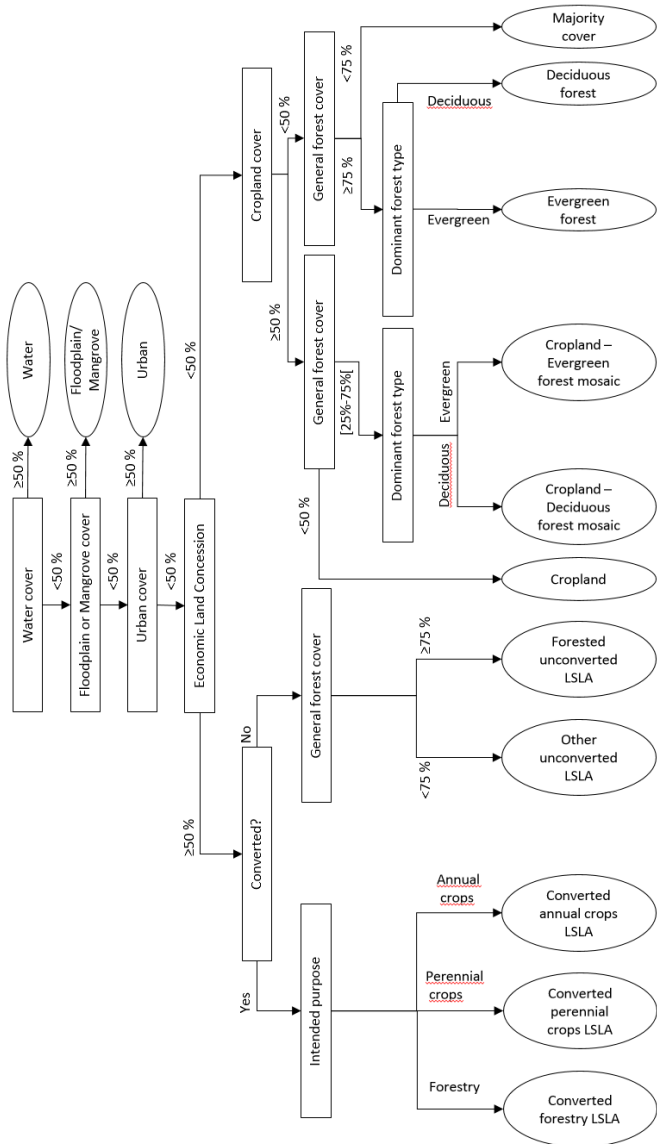 Water cover
≥50 %
Water
<50 %
Floodplain or Mangrove cover
≥50 %
Floodplain/
Mangrove
<50 %
Urban cover
≥50 %
Urban
<50 %
Economic Land Concession
≥50 %
<50 %
Converted?
Yes
No
Cropland cover
≥50 %
<50 %
Intended purpose
General forest cover
General forest cover
General forest cover
<50 %
[25%-75%[
≥75 %
<75 %
Dominant forest type
Dominant forest type
Forestry
Perennial
crops
Annual
crops
<75 %
≥75 %
Deciduous
Evergreen
Evergreen
Deciduous
Converted
forestry LSLA
Converted
perennial
crops LSLA
Converted
annual crops
LSLA
Other
unconverted
LSLA
Forested
unconverted
LSLA
Cropland
Cropland –
Deciduous
forest mosaic
Cropland –
Evergreen
forest mosaic
Evergreen
forest
Deciduous
forest
Majority
cover